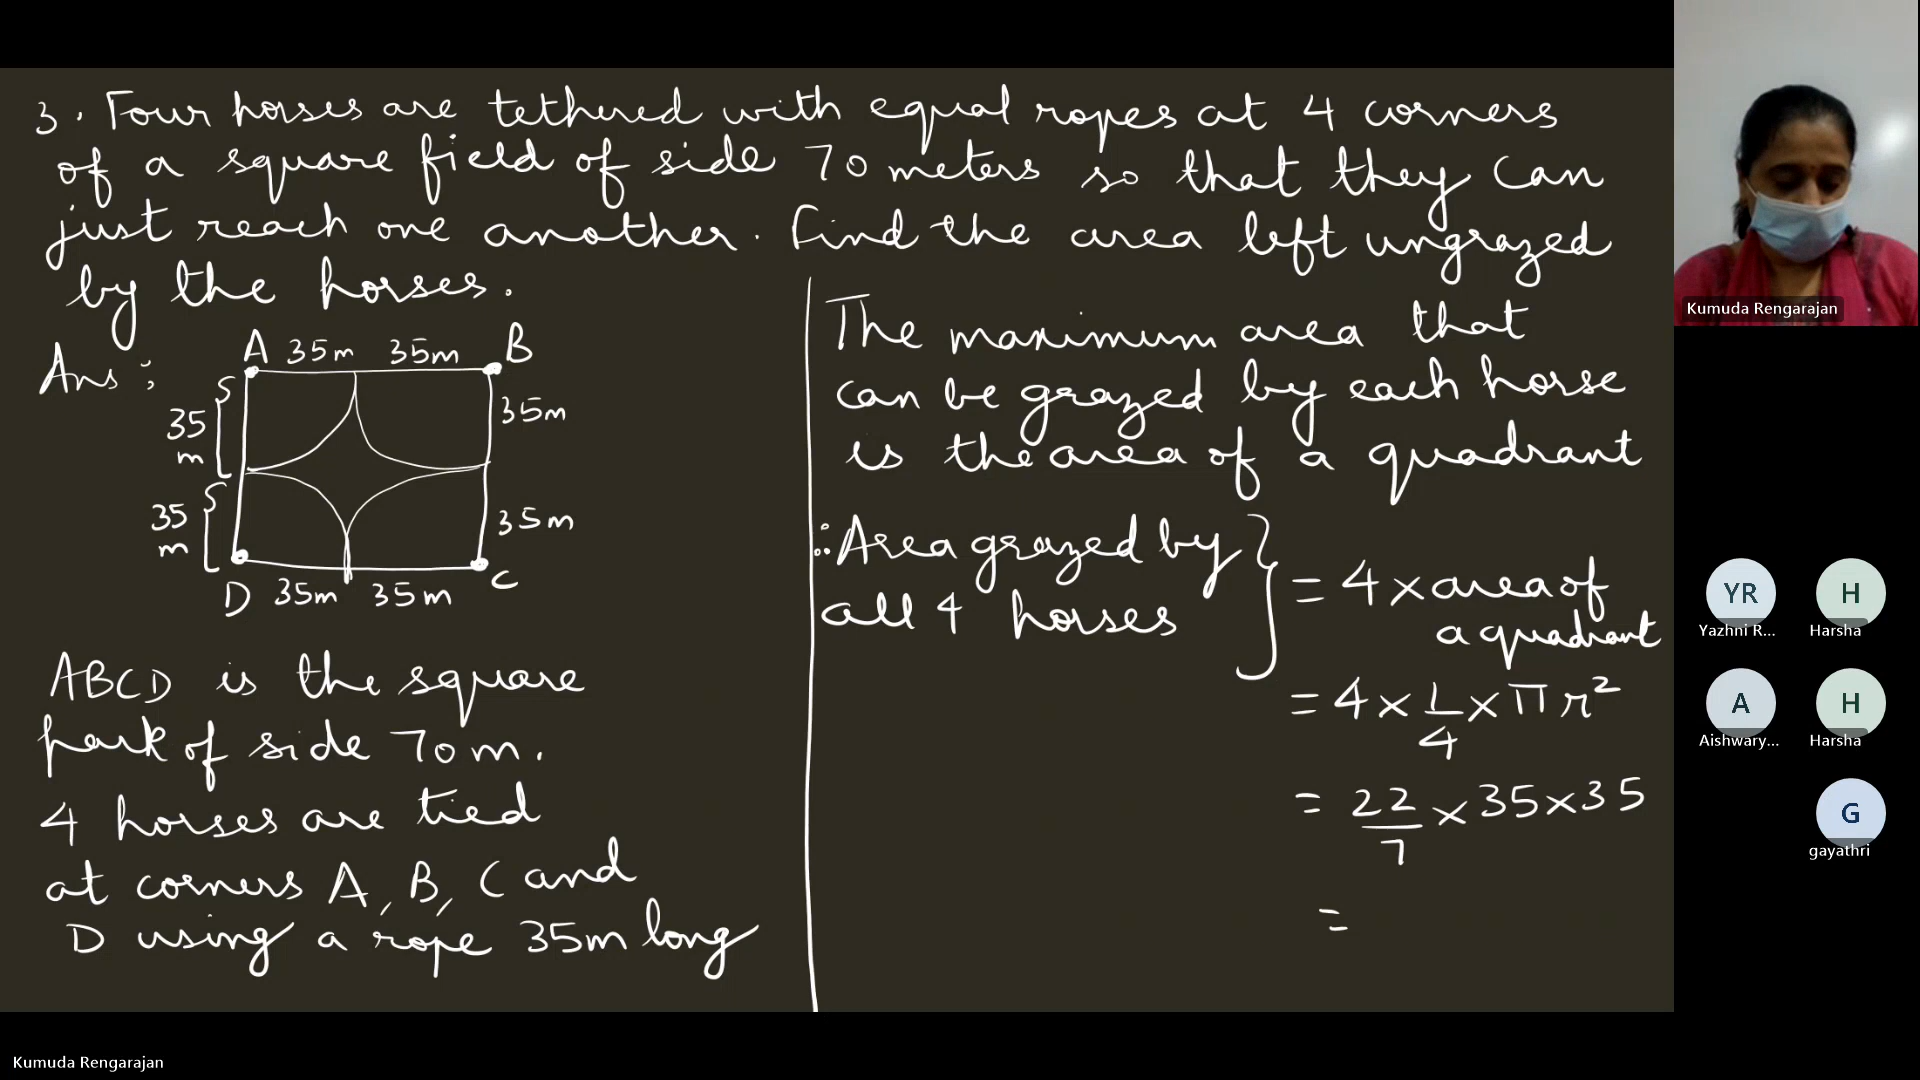 3. Four horses are tethered with equal ropes at 4 corners
of a square field of side 70 meters so that they can
just reach one another. Find the area left ungrazed
by the horses.
Ans :
A 35m 35m B
35
m
35m
35
m
35m
D 35m 35m C
ABCD is the square
park of side 70m.
4 horses are tied
at corners A, B, C and
D using a rope 35m long
The maximum area that
can be grazed by each horse
is the area of a quadrant
∴ Area grazed by
all 4 horses
} = 4 × area of
a quadrant
= 4 × 1/4 × πr²
= 22/7 × 35 × 35
=
Kumuda Rengarajan
YR
Yazhni R...
H
Harsha
A
Aishwary...
H
Harsha
G
gayathri
Kumuda Rengarajan